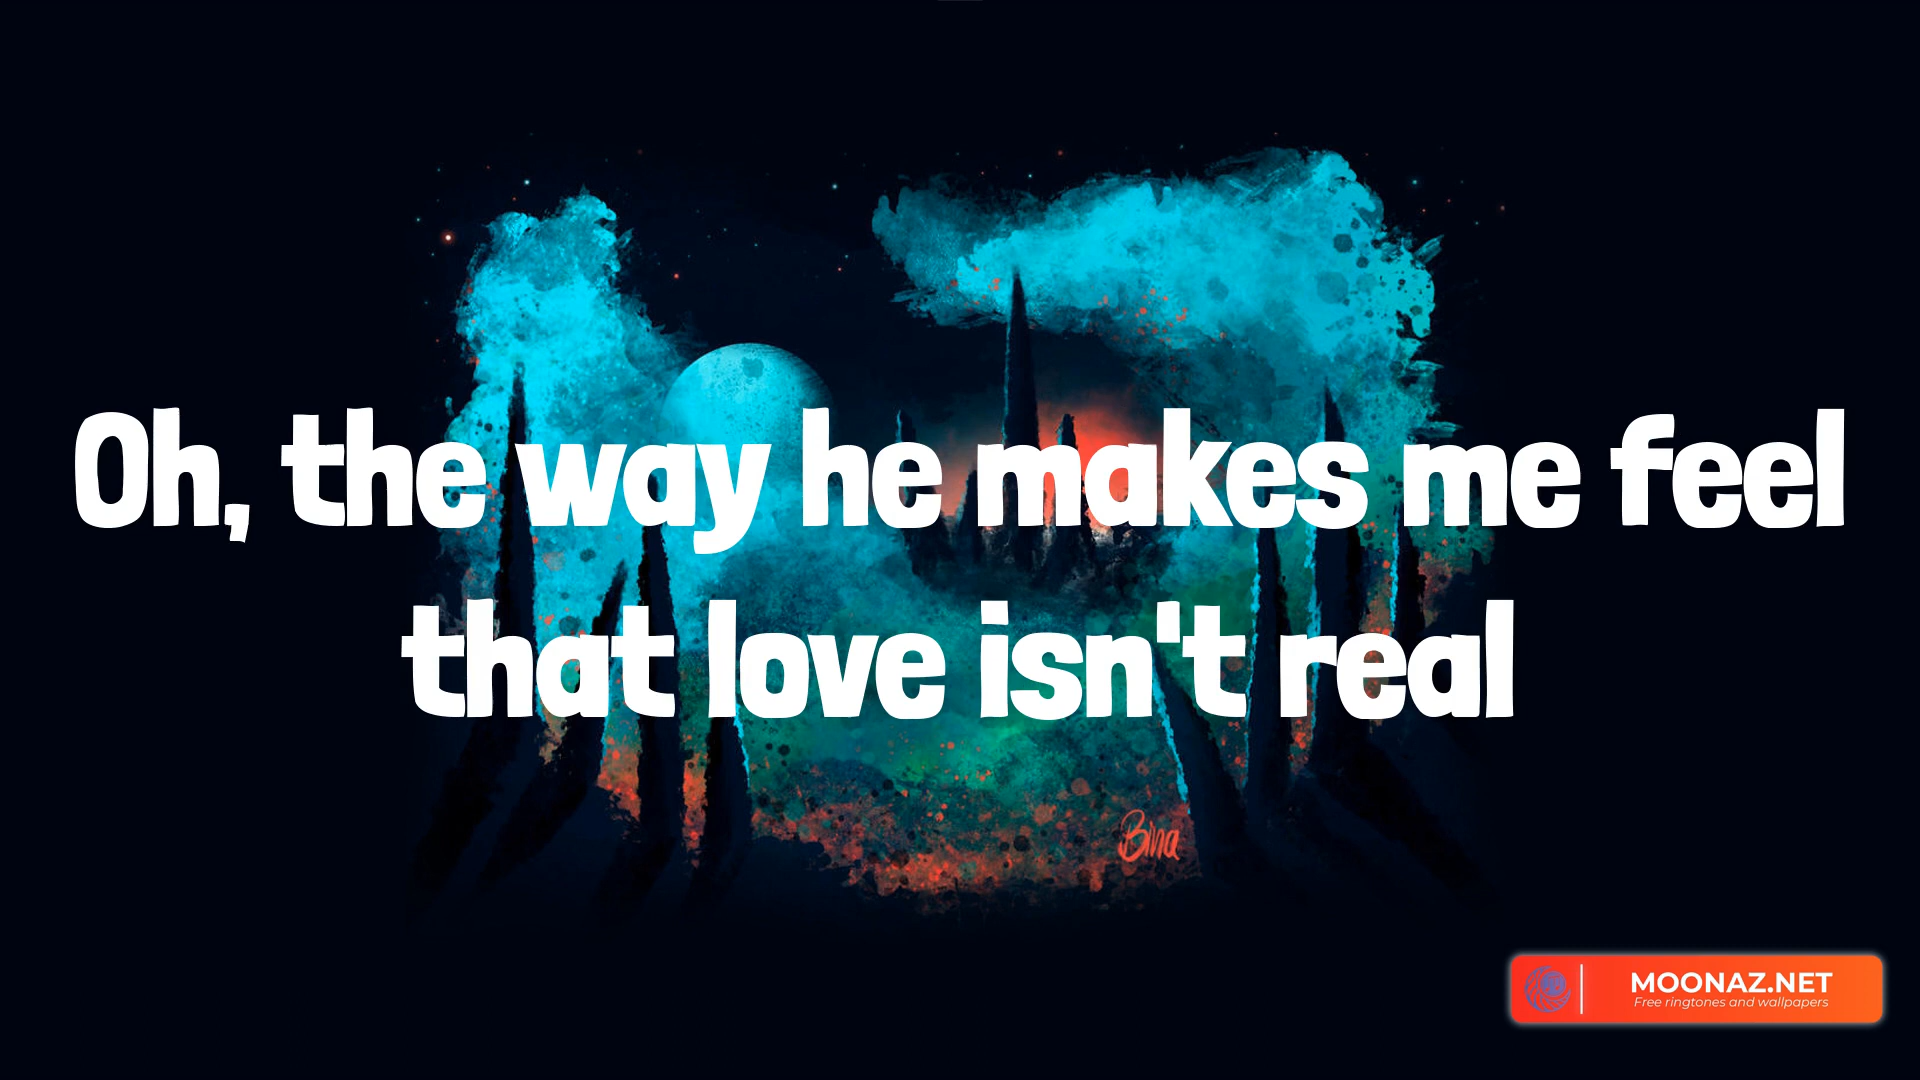 Oh, the way he makes me feel
that love isn't real
Bina
MOONAZ.NET
Free ringtones and wallpapers